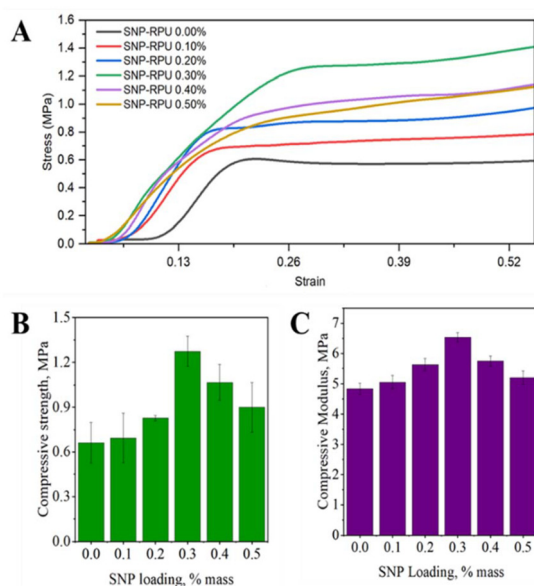 A
SNP-RPU 0.00%
SNP-RPU 0.10%
SNP-RPU 0.20%
SNP-RPU 0.30%
SNP-RPU 0.40%
SNP-RPU 0.50%
Stress (MPa)
1.6
1.4
1.2
1.0
0.8
0.6
0.4
0.2
0.0
0.13 0.26 0.39 0.52
Strain
B
Compressive strength, MPa
1.5
1.2
0.9
0.6
0.3
0.0
0.0 0.1 0.2 0.3 0.4 0.5
SNP loading, % mass
C
Compressive Modulus, MPa
7
6
5
4
3
2
1
0
0.0 0.1 0.2 0.3 0.4 0.5
SNP Loading, % mass